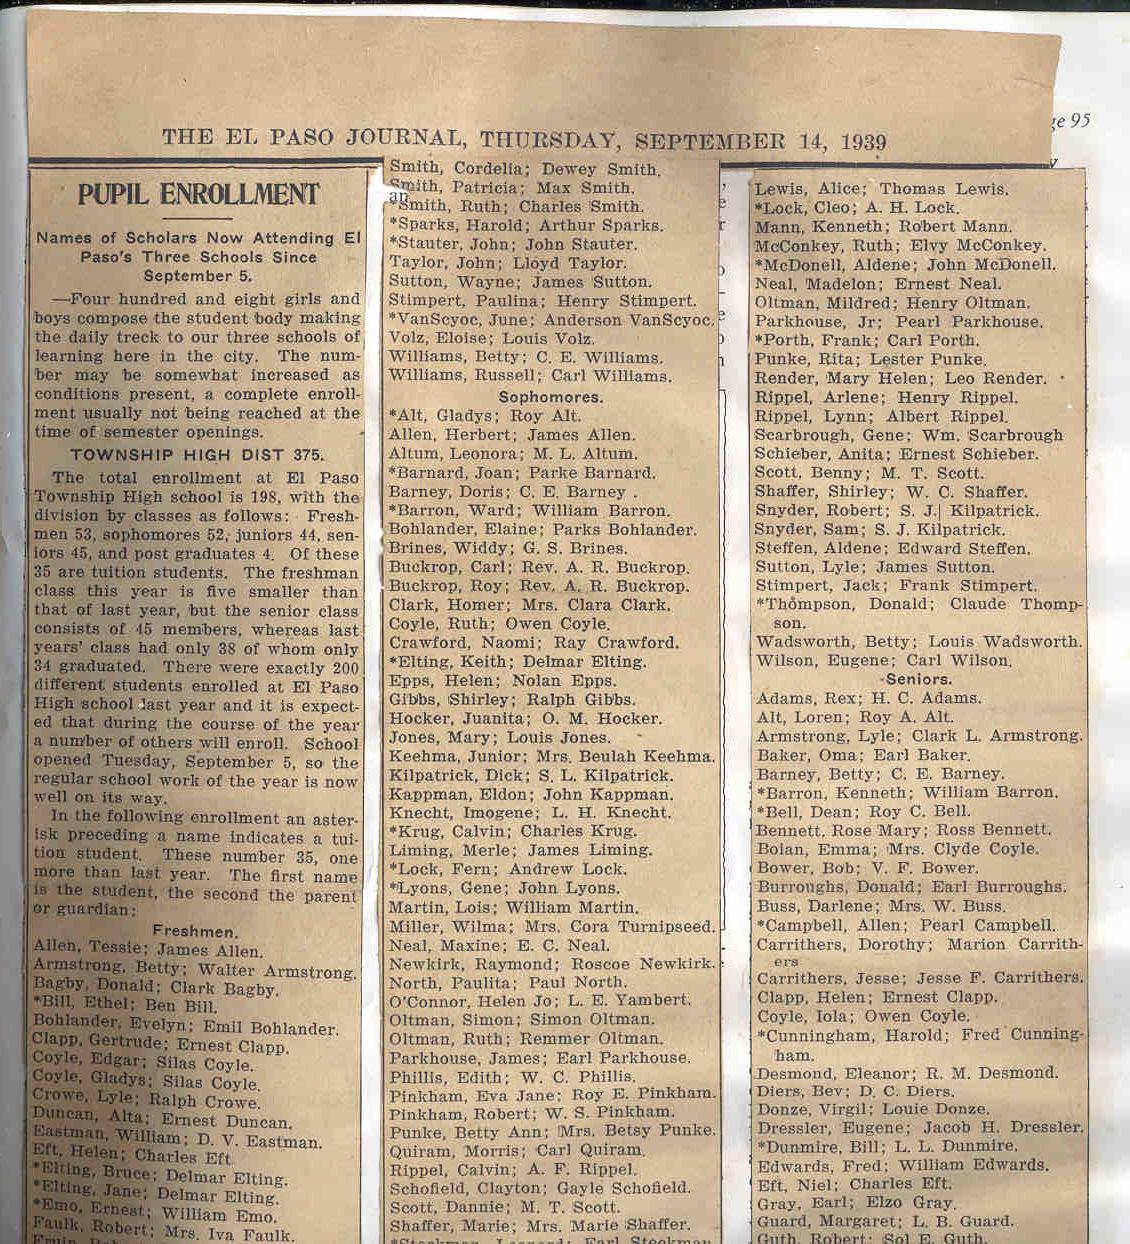 ge 95
THE EL PASO JOURNAL, THURSDAY, SEPTEMBER 14, 1939
PUPIL ENROLLMENT
Names of Scholars Now Attending El
Paso's Three Schools Since
September 5.
—Four hundred and eight girls and
boys compose the student body making
the daily treck to our three schools of
learning here in the city. The num-
ber may be somewhat increased as
conditions present, a complete enroll-
ment usually not being reached at the
time of semester openings.
TOWNSHIP HIGH DIST 375.
The total enrollment at El Paso
Township High school is 198, with the
division by classes as follows: Fresh-
men 53, sophomores 52, juniors 44, sen-
iors 45, and post graduates 4. Of these
35 are tuition students. The freshman
class this year is five smaller than
that of last year, but the senior class
consists of 45 members, whereas last
years' class had only 38 of whom only
34 graduated. There were exactly 200
different students enrolled at El Paso
High school last year and it is expect-
ed that during the course of the year
a number of others will enroll. School
opened Tuesday, September 5, so the
regular school work of the year is now
well on its way.
In the following enrollment an aster-
isk preceding a name indicates a tui-
tion student. These number 35, one
more than last year. The first name
is the student, the second the parent
or guardian:
Freshmen.
Allen, Tessie; James Allen.
Armstrong, Betty; Walter Armstrong.
Bagby, Donald; Clark Bagby.
*Bill, Ethel; Ben Bill.
Bohlander, Evelyn; Emil Bohlander.
Clapp, Gertrude; Ernest Clapp.
Coyle, Edgar; Silas Coyle.
Coyle, Gladys; Silas Coyle.
Crowe, Lyle; Ralph Crowe.
Duncan, Alta; Ernest Duncan.
Eastman, William; D. V. Eastman.
Eft, Helen; Charles Eft
*Elting, Bruce; Delmar Elting.
*Elting, Jane; Delmar Elting.
*Emo, Ernest; William Emo.
Faulk, Robert; Mrs. Iva Faulk.
Smith, Cordelia; Dewey Smith.
Smith, Patricia; Max Smith.
*Smith, Ruth; Charles Smith.
*Sparks, Harold; Arthur Sparks.
*Stauter, John; John Stauter.
Taylor, John; Lloyd Taylor.
Sutton, Wayne; James Sutton.
Stimpert, Paulina; Henry Stimpert.
*VanScyoc, June; Anderson VanScyoc.
Volz, Eloise; Louis Volz.
Williams, Betty; C. E. Williams.
Williams, Russell; Carl Williams.
Sophomores.
*Alt, Gladys; Roy Alt.
Allen, Herbert; James Allen.
Altum, Leonora; M. L. Altum.
*Barnard, Joan; Parke Barnard.
Barney, Doris; C. E. Barney .
*Barron, Ward; William Barron.
Bohlander, Elaine; Parks Bohlander.
Brines, Widdy; G. S. Brines.
Buckrop, Carl; Rev. A. R. Buckrop.
Buckrop, Roy; Rev. A. R. Buckrop.
Clark, Homer; Mrs. Clara Clark.
Coyle, Ruth; Owen Coyle.
Crawford, Naomi; Ray Crawford.
*Elting, Keith; Delmar Elting.
Epps, Helen; Nolan Epps.
Gibbs, Shirley; Ralph Gibbs.
Hocker, Juanita; O. M. Hocker.
Jones, Mary; Louis Jones.
Keehma, Junior; Mrs. Beulah Keehma.
Kilpatrick, Dick; S. L. Kilpatrick.
Kappman, Eldon; John Kappman.
Knecht, Imogene; L. H. Knecht.
*Krug, Calvin; Charles Krug.
Liming, Merle; James Liming.
*Lock, Fern; Andrew Lock.
*Lyons, Gene; John Lyons.
Martin, Lois; William Martin.
Miller, Wilma; Mrs. Cora Turnipseed.
Neal, Maxine; E. C. Neal.
Newkirk, Raymond; Roscoe Newkirk.
North, Paulita; Paul North.
O'Connor, Helen Jo; L. E. Yambert.
Oltman, Simon; Simon Oltman.
Oltman, Ruth; Remmer Oltman.
Parkhouse, James; Earl Parkhouse.
Phillis, Edith; W. C. Phillis.
Pinkham, Eva Jane; Roy E. Pinkham.
Pinkham, Robert; W. S. Pinkham.
Punke, Betty Ann; Mrs. Betsy Punke.
Quiram, Morris; Carl Quiram.
Rippel, Calvin; A. F. Rippel.
Schofield, Clayton; Gayle Schofield.
Scott, Dannie; M. T. Scott.
Shaffer, Marie; Mrs. Marie Shaffer.
*Stockman, Leonard; Earl Stockman
Lewis, Alice; Thomas Lewis.
*Lock, Cleo; A. H. Lock.
Mann, Kenneth; Robert Mann.
McConkey, Ruth; Elvy McConkey.
*McDonell, Aldene; John McDonell.
Neal, Madelon; Ernest Neal.
Oltman, Mildred; Henry Oltman.
Parkhouse, Jr; Pearl Parkhouse.
*Porth, Frank; Carl Porth.
Punke, Rita; Lester Punke.
Render, Mary Helen; Leo Render.
Rippel, Arlene; Henry Rippel.
Rippel, Lynn; Albert Rippel.
Scarbrough, Gene; Wm. Scarbrough
Schieber, Anita; Ernest Schieber.
Scott, Benny; M. T. Scott.
Shaffer, Shirley; W. C. Shaffer.
Snyder, Robert; S. J. Kilpatrick.
Snyder, Sam; S. J. Kilpatrick.
Steffen, Aldene; Edward Steffen.
Sutton, Lyle; James Sutton.
Stimpert, Jack; Frank Stimpert.
*Thompson, Donald; Claude Thomp-
son.
Wadsworth, Betty; Louis Wadsworth.
Wilson, Eugene; Carl Wilson.
Seniors.
Adams, Rex; H. C. Adams.
Alt, Loren; Roy A. Alt.
Armstrong, Lyle; Clark L. Armstrong.
Baker, Oma; Earl Baker.
Barney, Betty; C. E. Barney.
*Barron, Kenneth; William Barron.
*Bell, Dean; Roy C. Bell.
Bennett, Rose Mary; Ross Bennett.
Boian, Emma; Mrs. Clyde Coyle.
Bower, Bob; V. F. Bower.
Burroughs, Donald; Earl Burroughs.
Buss, Darlene; Mrs. W. Buss.
*Campbell, Allen; Pearl Campbell.
Carrithers, Dorothy; Marion Carrith-
ers
Carrithers, Jesse; Jesse F. Carrithers.
Clapp, Helen; Ernest Clapp.
Coyle, Iola; Owen Coyle.
*Cunningham, Harold; Fred Cunning-
ham.
Desmond, Eleanor; R. M. Desmond.
Diers, Bev; D. C. Diers.
Donze, Virgil; Louie Donze.
Dressler, Eugene; Jacob H. Dressler.
*Dunmire, Bill; L. L. Dunmire.
Edwards, Fred; William Edwards.
Eft, Niel; Charles Eft.
Gray, Earl; Elzo Gray.
Guard, Margaret; L. B. Guard.
Guth, Robert; Sol E. Guth.